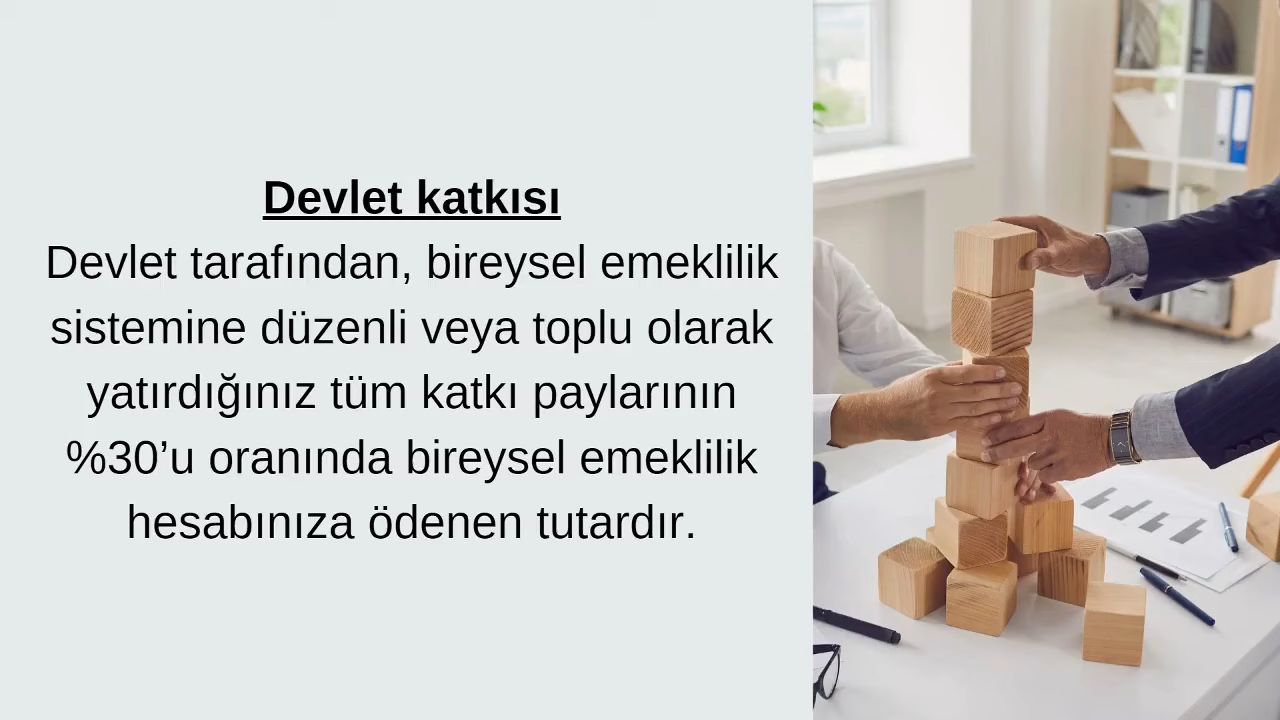 Devlet katkısı
Devlet tarafından, bireysel emeklilik
sistemine düzenli veya toplu olarak
yatırdığınız tüm katkı paylarının
%30’u oranında bireysel emeklilik
hesabınıza ödenen tutardır.